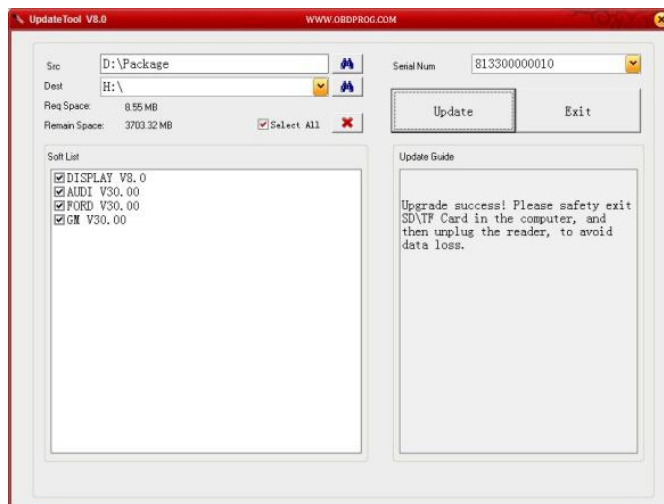 UpdateTool V8.0
WWW.OBDPROG.COM
Src
D:\Package
Serial Num
813300000010
Dest
H:\
Req Space: 8.55 MB
Remain Space: 3703.32 MB
Select All
Update
Exit
Soft List
DISPLAY V8.0
AUDI V30.00
FORD V30.00
GM V30.00
Update Guide
Upgrade success! Please safety exit
SD\TF Card in the computer, and
then unplug the reader, to avoid
data loss.